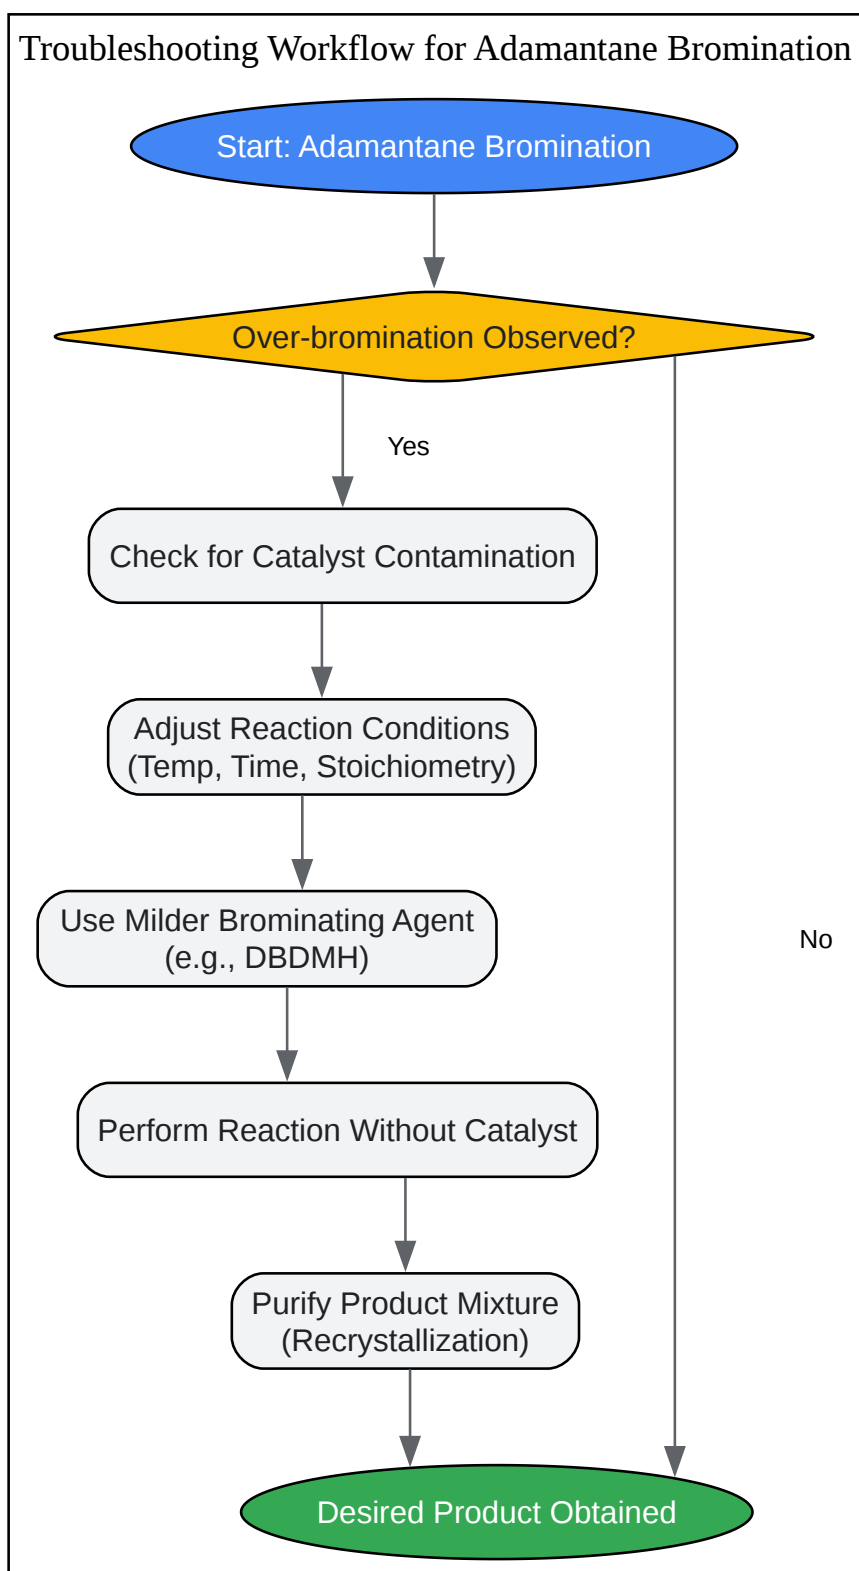 Troubleshooting Workflow for Adamantane Bromination
Start: Adamantane Bromination
Over-bromination Observed?
Yes
Check for Catalyst Contamination
Adjust Reaction Conditions
(Temp, Time, Stoichiometry)
Use Milder Brominating Agent
(e.g., DBDMH)
No
Perform Reaction Without Catalyst
Purify Product Mixture
(Recrystallization)
Desired Product Obtained